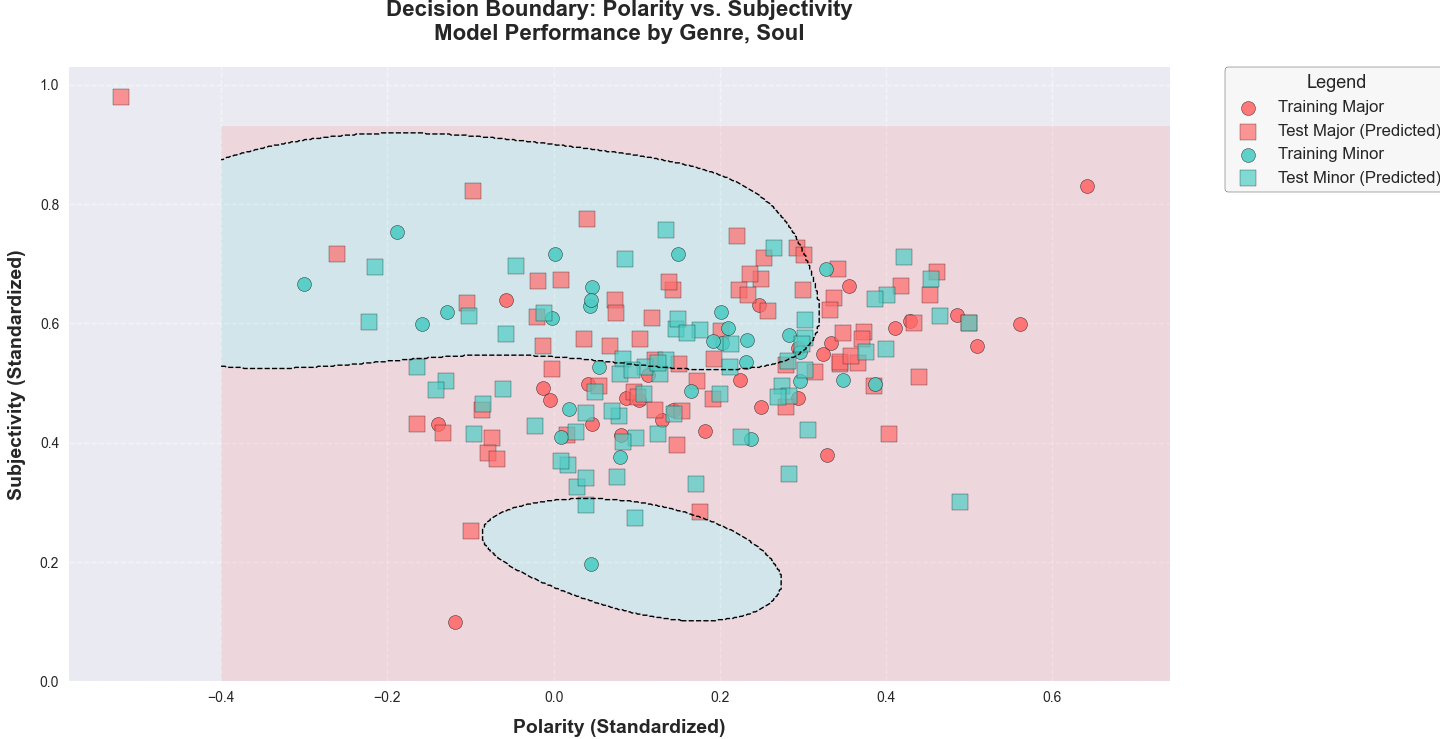 Decision Boundary: Polarity vs. Subjectivity
Model Performance by Genre, Soul
Legend
Training Major
Test Major (Predicted)
Training Minor
Test Minor (Predicted)
Subjectivity (Standardized)
1.0
0.8
0.6
0.4
0.2
0.0
−0.4
−0.2
0.0
0.2
0.4
0.6
Polarity (Standardized)